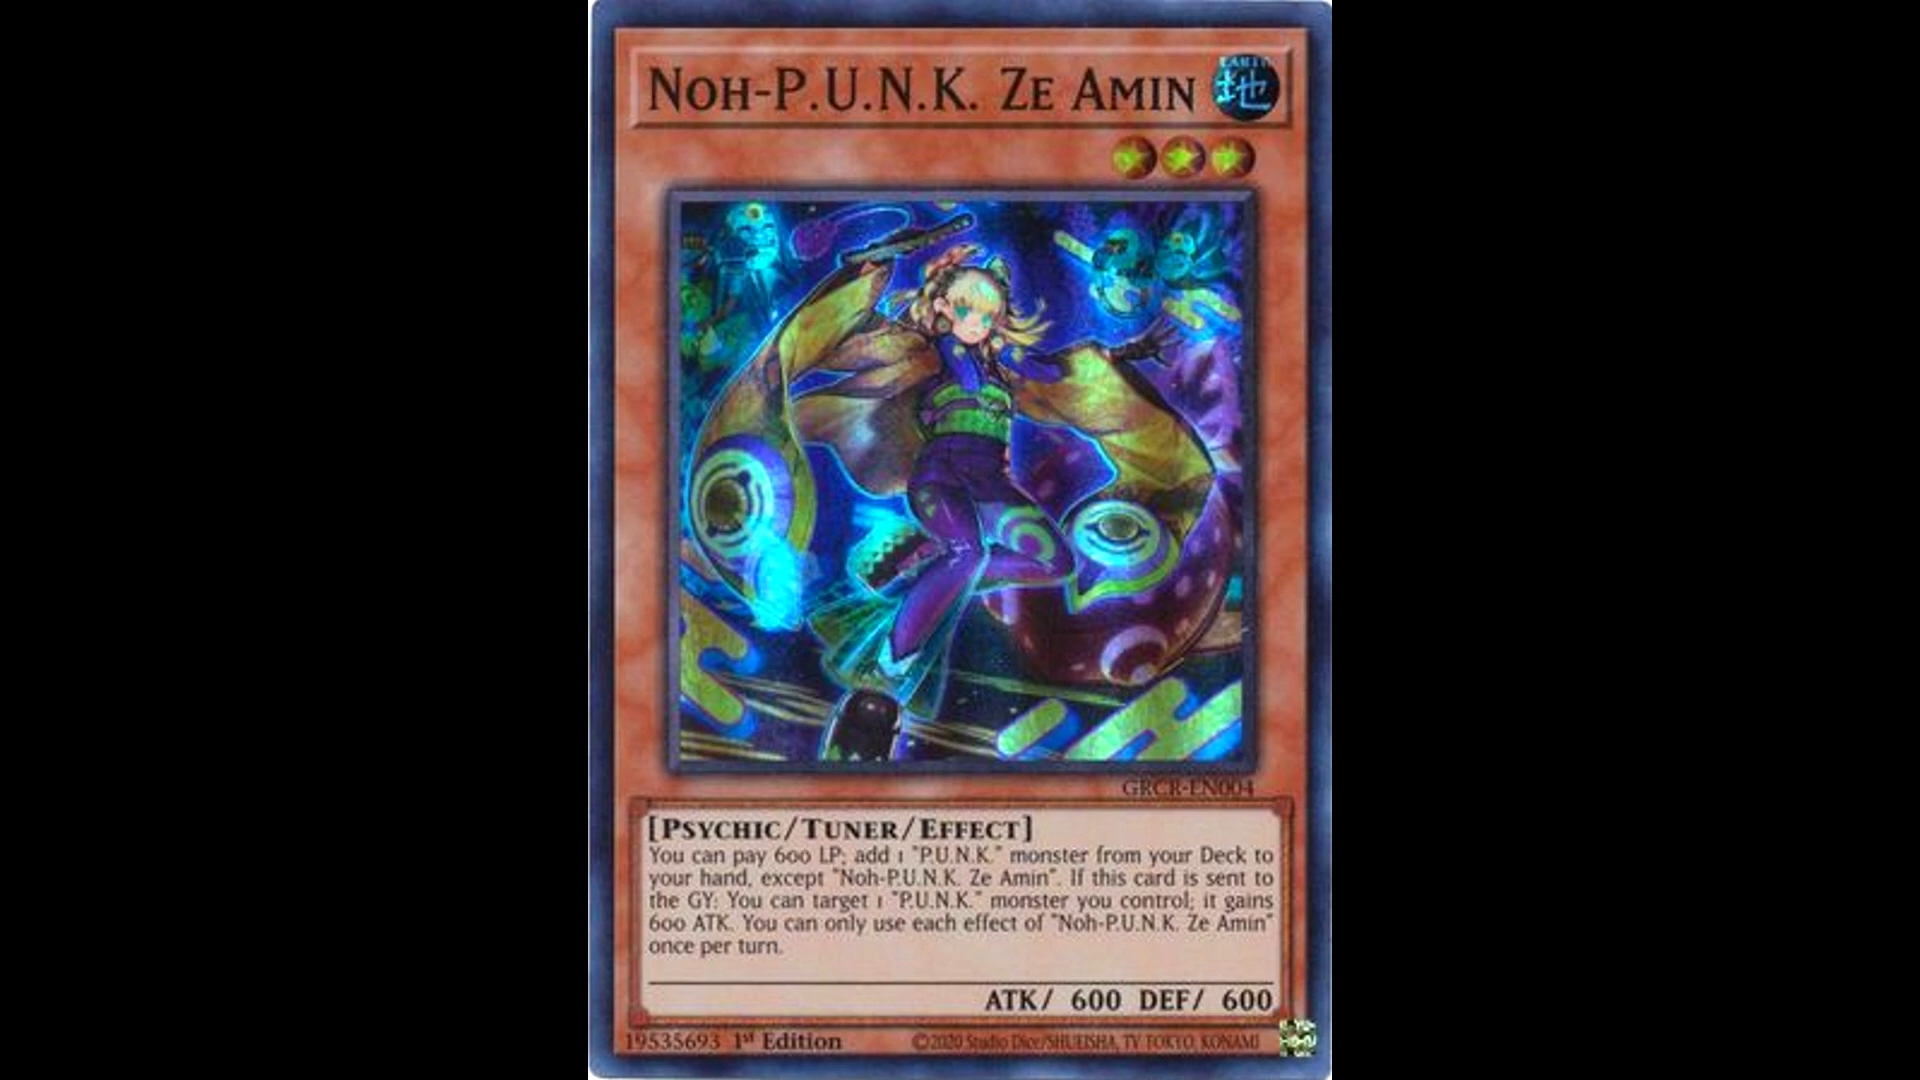 NOH-P.U.N.K. ZE AMIN
EARTH
地
GRCR-EN004
[PSYCHIC/TUNER/EFFECT]
You can pay 600 LP; add 1 "P.U.N.K." monster from your Deck to
your hand, except "Noh-P.U.N.K. Ze Amin". If this card is sent to
the GY: You can target 1 "P.U.N.K." monster you control; it gains
600 ATK. You can only use each effect of "Noh-P.U.N.K. Ze Amin"
once per turn.
ATK/ 600 DEF/ 600
19535693 1st Edition ©2020 Studio Dice/SHUEISHA, TV TOKYO, KONAMI